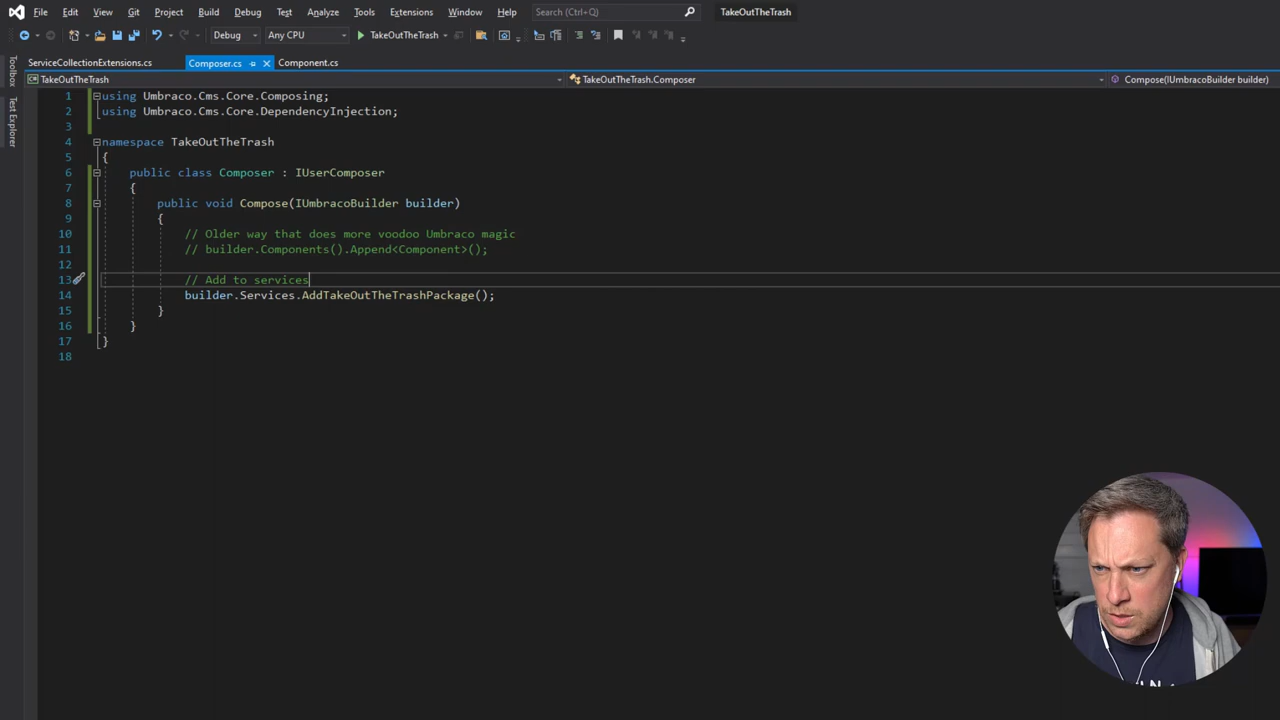 File Edit View Git Project Build Debug Test Analyze Tools Extensions Window Help Search (Ctrl+Q) TakeOutTheTrash
Debug Any CPU TakeOutTheTrash
ServiceCollectionExtensions.cs Composer.cs Component.cs
TakeOutTheTrash TakeOutTheTrash.Composer Compose(IUmbracoBuilder builder)
Toolbox
Test Explorer
1 using Umbraco.Cms.Core.Composing;
2 using Umbraco.Cms.Core.DependencyInjection;
3
4 namespace TakeOutTheTrash
5 {
6 public class Composer : IUserComposer
7 {
8 public void Compose(IUmbracoBuilder builder)
9 {
10 // Older way that does more voodoo Umbraco magic
11 // builder.Components().Append<Component>();
12
13 // Add to services
14 builder.Services.AddTakeOutTheTrashPackage();
15 }
16 }
17 }
18